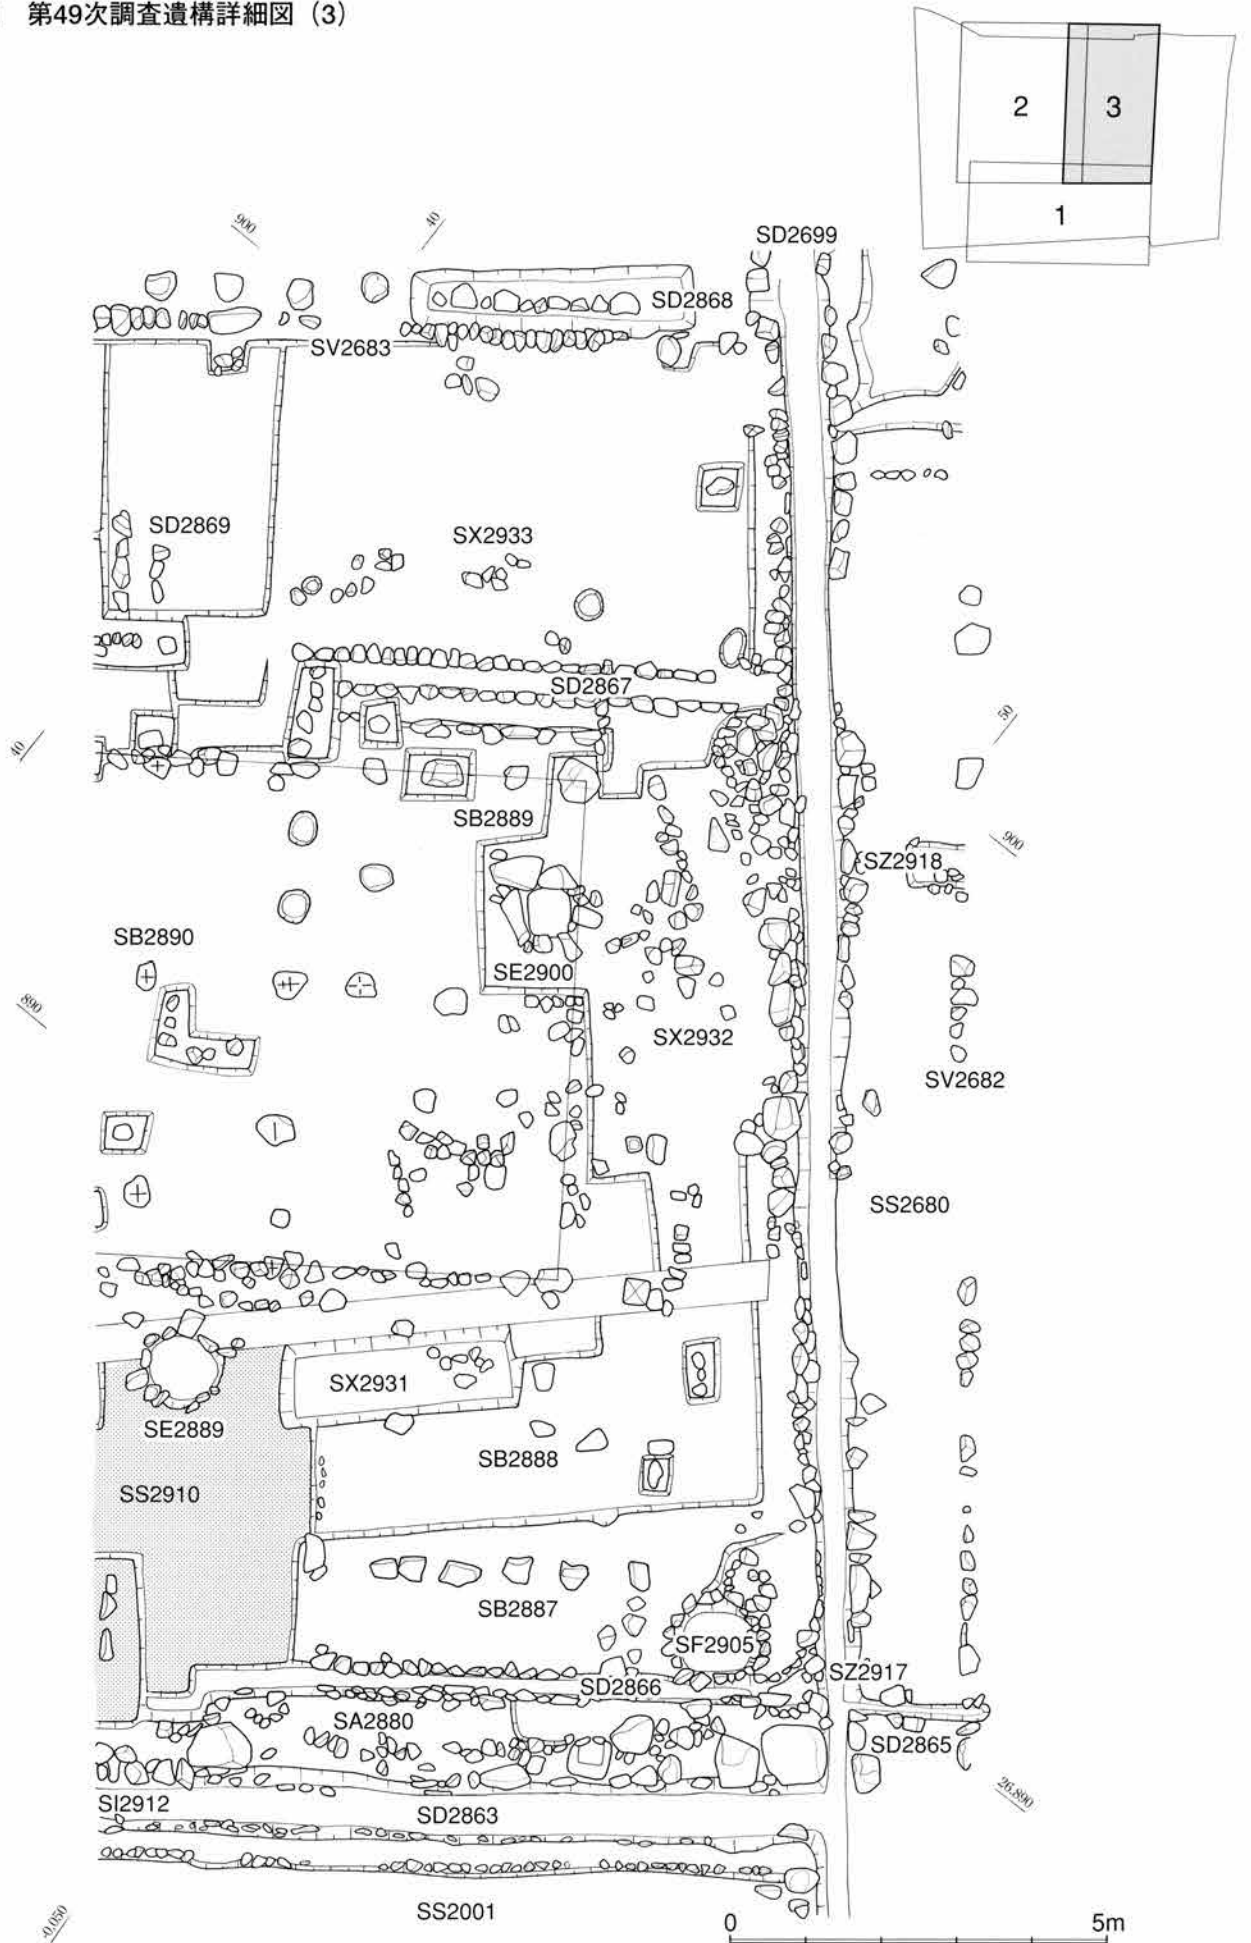 第49次調査遺構詳細図（3）
2
3
1
900
40
SD2699
SD2868
SV2683
SD2869
SX2933
SD2867
40
50
SB2889
900
SZ2918
SB2890
SE2900
890
SX2932
SV2682
SS2680
SX2931
SE2889
SB2888
SS2910
SB2887
SF2905
SZ2917
SD2866
SA2880
SD2865
26.890
SI2912
SD2863
-0.050
SS2001
0
5m